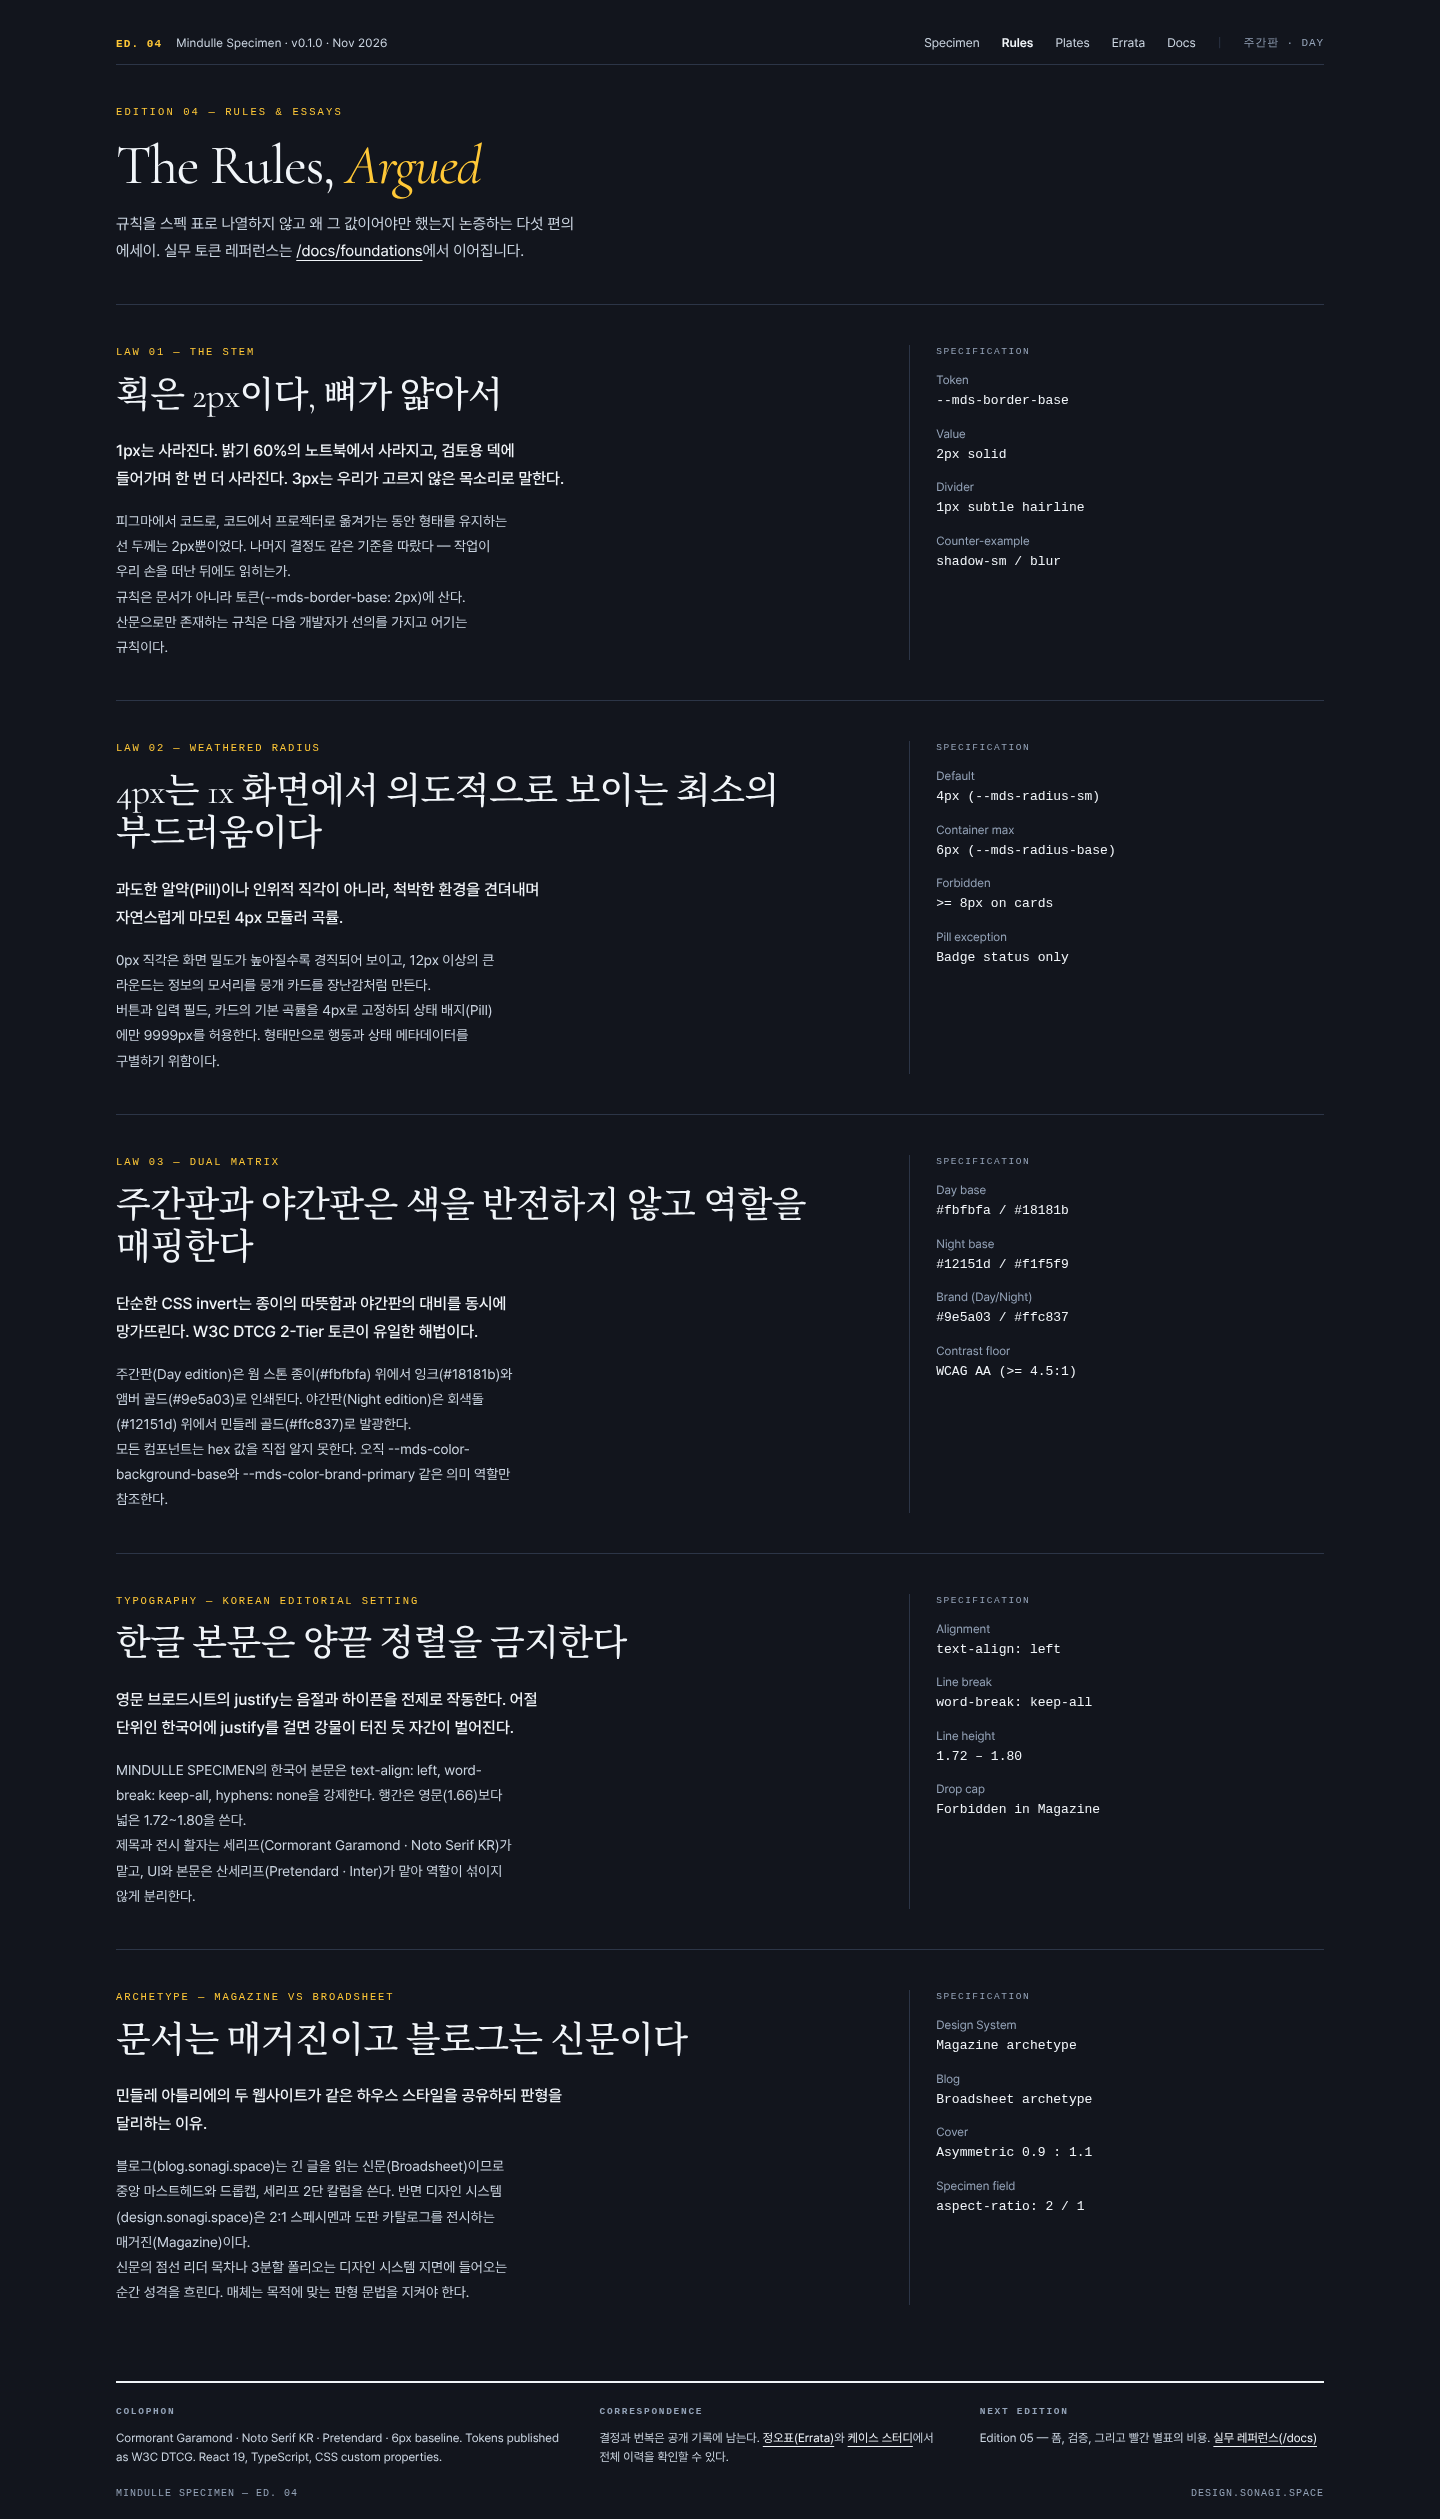 ED. 04 Mindulle Specimen · v0.1.0 · Nov 2026
Specimen Rules Plates Errata Docs 주간판 · DAY
EDITION 04 — RULES & ESSAYS
The Rules, Argued
규칙을 스펙 표로 나열하지 않고 왜 그 값이어야만 했는지 논증하는 다섯 편의
에세이. 실무 토큰 레퍼런스는 /docs/foundations에서 이어집니다.
LAW 01 — THE STEM
획은 2px이다, 뼈가 얇아서
1px는 사라진다. 밝기 60%의 노트북에서 사라지고, 검토용 덱에
들어가며 한 번 더 사라진다. 3px는 우리가 고르지 않은 목소리로 말한다.
피그마에서 코드로, 코드에서 프로젝터로 옮겨가는 동안 형태를 유지하는
선 두께는 2px뿐이었다. 나머지 결정도 같은 기준을 따랐다 — 작업이
우리 손을 떠난 뒤에도 읽히는가.
규칙은 문서가 아니라 토큰(--mds-border-base: 2px)에 산다.
산문으로만 존재하는 규칙은 다음 개발자가 선의를 가지고 어기는
규칙이다.
SPECIFICATION
Token
--mds-border-base
Value
2px solid
Divider
1px subtle hairline
Counter-example
shadow-sm / blur
LAW 02 — WEATHERED RADIUS
4px는 1x 화면에서 의도적으로 보이는 최소의
부드러움이다
과도한 알약(Pill)이나 인위적 직각이 아니라, 척박한 환경을 견뎌내며
자연스럽게 마모된 4px 모듈러 곡률.
0px 직각은 화면 밀도가 높아질수록 경직되어 보이고, 12px 이상의 큰
라운드는 정보의 모서리를 뭉개 카드를 장난감처럼 만든다.
버튼과 입력 필드, 카드의 기본 곡률을 4px로 고정하되 상태 배지(Pill)
에만 9999px를 허용한다. 형태만으로 행동과 상태 메타데이터를
구별하기 위함이다.
SPECIFICATION
Default
4px (--mds-radius-sm)
Container max
6px (--mds-radius-base)
Forbidden
>= 8px on cards
Pill exception
Badge status only
LAW 03 — DUAL MATRIX
주간판과 야간판은 색을 반전하지 않고 역할을
매핑한다
단순한 CSS invert는 종이의 따뜻함과 야간판의 대비를 동시에
망가뜨린다. W3C DTCG 2-Tier 토큰이 유일한 해법이다.
주간판(Day edition)은 웜 스톤 종이(#fbfbfa) 위에서 잉크(#18181b)와
앰버 골드(#9e5a03)로 인쇄된다. 야간판(Night edition)은 회색돌
(#12151d) 위에서 민들레 골드(#ffc837)로 발광한다.
모든 컴포넌트는 hex 값을 직접 알지 못한다. 오직 --mds-color-
background-base와 --mds-color-brand-primary 같은 의미 역할만
참조한다.
SPECIFICATION
Day base
#fbfbfa / #18181b
Night base
#12151d / #f1f5f9
Brand (Day/Night)
#9e5a03 / #ffc837
Contrast floor
WCAG AA (>= 4.5:1)
TYPOGRAPHY — KOREAN EDITORIAL SETTING
한글 본문은 양끝 정렬을 금지한다
영문 브로드시트의 justify는 음절과 하이픈을 전제로 작동한다. 어절
단위인 한국어에 justify를 걸면 강물이 터진 듯 자간이 벌어진다.
MINDULLE SPECIMEN의 한국어 본문은 text-align: left, word-
break: keep-all, hyphens: none을 강제한다. 행간은 영문(1.66)보다
넓은 1.72~1.80을 쓴다.
제목과 전시 활자는 세리프(Cormorant Garamond · Noto Serif KR)가
맡고, UI와 본문은 산세리프(Pretendard · Inter)가 맡아 역할이 섞이지
않게 분리한다.
SPECIFICATION
Alignment
text-align: left
Line break
word-break: keep-all
Line height
1.72 – 1.80
Drop cap
Forbidden in Magazine
ARCHETYPE — MAGAZINE VS BROADSHEET
문서는 매거진이고 블로그는 신문이다
민들레 아틀리에의 두 웹사이트가 같은 하우스 스타일을 공유하되 판형을
달리하는 이유.
블로그(blog.sonagi.space)는 긴 글을 읽는 신문(Broadsheet)이므로
중앙 마스트헤드와 드롭캡, 세리프 2단 칼럼을 쓴다. 반면 디자인 시스템
(design.sonagi.space)은 2:1 스페시멘과 도판 카탈로그를 전시하는
매거진(Magazine)이다.
신문의 점선 리더 목차나 3분할 폴리오는 디자인 시스템 지면에 들어오는
순간 성격을 흐린다. 매체는 목적에 맞는 판형 문법을 지켜야 한다.
SPECIFICATION
Design System
Magazine archetype
Blog
Broadsheet archetype
Cover
Asymmetric 0.9 : 1.1
Specimen field
aspect-ratio: 2 / 1
COLOPHON
Cormorant Garamond · Noto Serif KR · Pretendard · 6px baseline. Tokens published
as W3C DTCG. React 19, TypeScript, CSS custom properties.
CORRESPONDENCE
결정과 번복은 공개 기록에 남는다. 정오표(Errata)와 케이스 스터디에서
전체 이력을 확인할 수 있다.
NEXT EDITION
Edition 05 — 폼, 검증, 그리고 빨간 별표의 비용. 실무 레퍼런스(/docs)
MINDULLE SPECIMEN — ED. 04
DESIGN.SONAGI.SPACE